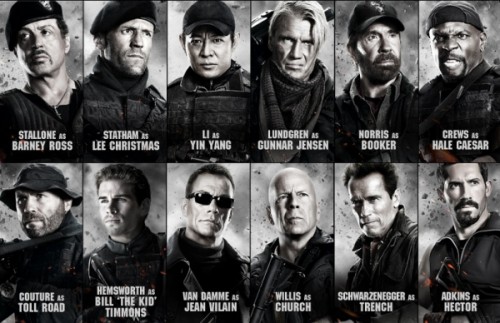 STALLONE AS
BARNEY ROSS
STATHAM AS
LEE CHRISTMAS
LI AS
YIN YANG
LUNDGREN AS
GUNNAR JENSEN
NORRIS AS
BOOKER
CREWS AS
HALE CAESAR
COUTURE AS
TOLL ROAD
HEMSWORTH AS
BILL 'THE KID'
TIMMONS
VAN DAMME AS
JEAN VILAIN
WILLIS AS
CHURCH
SCHWARZENEGGER AS
TRENCH
ADKINS AS
HECTOR